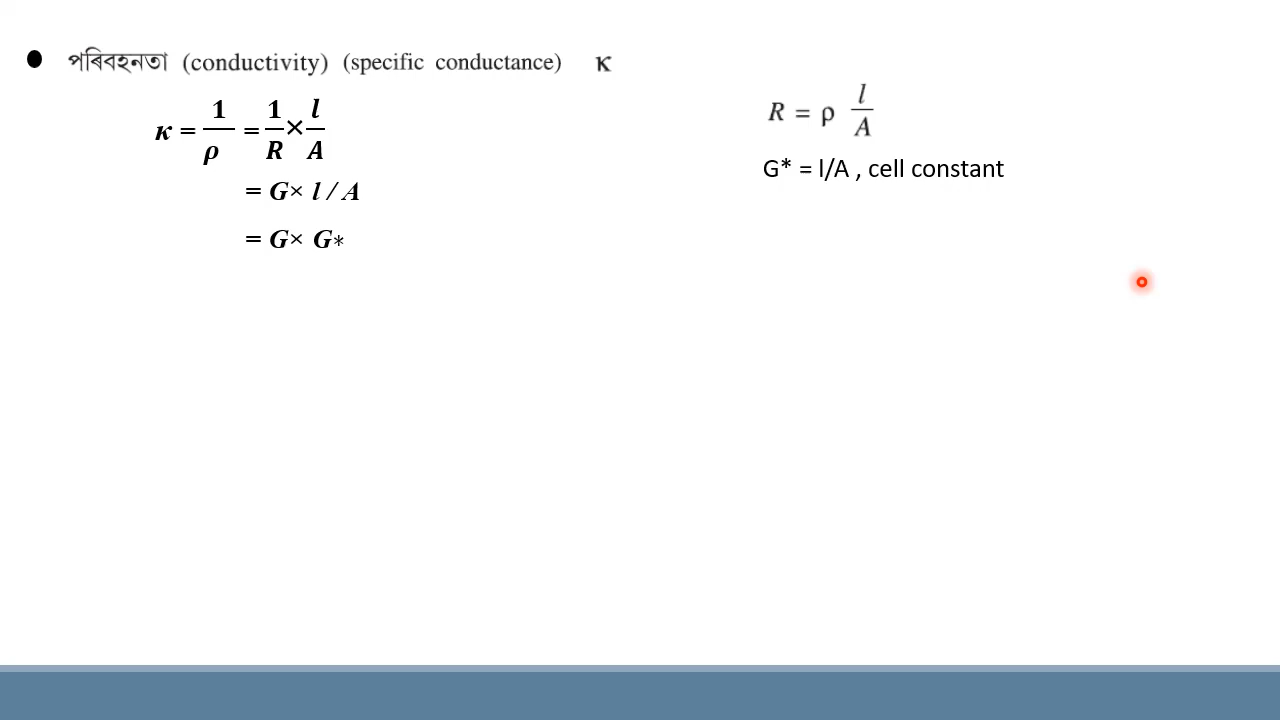 ● পৰিবহনতা (conductivity) (specific conductance) κ
κ = 1/ρ = 1/R × l/A
= G× l / A
= G× G*
R = ρ l/A
G* = l/A , cell constant